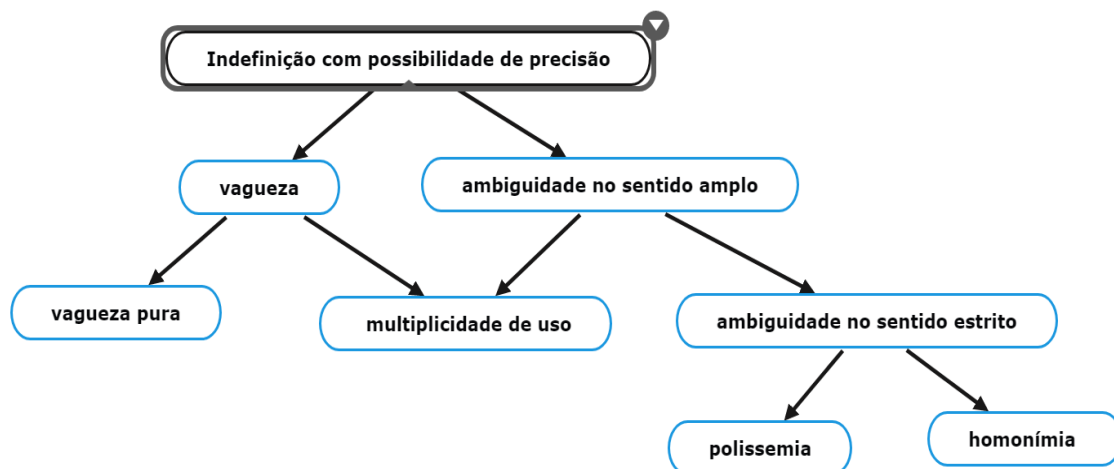 Indefinição com possibilidade de precisão
vagueza
ambiguidade no sentido amplo
vagueza pura
multiplicidade de uso
ambiguidade no sentido estrito
polissemia
homonímia